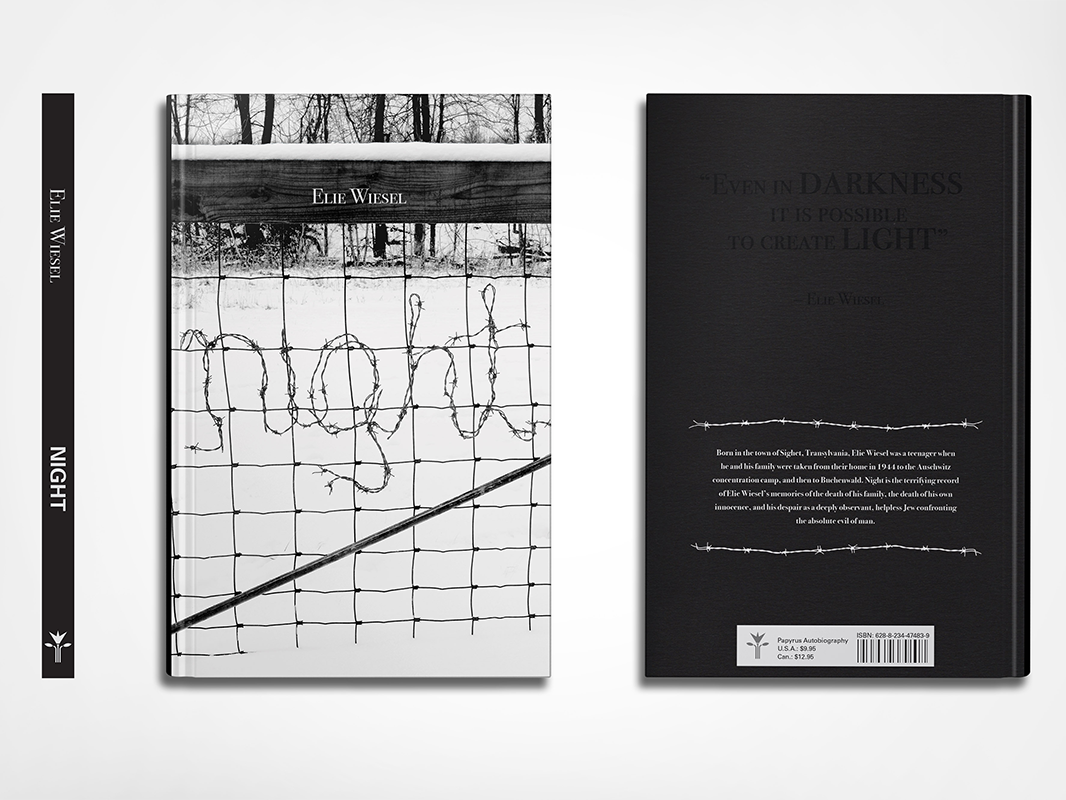 Elie Wiesel
NIGHT
Elie Wiesel
night
“Even in DARKNESS
it is possible
to create LIGHT”
– Elie Wiesel
Born in the town of Sighet, Transylvania, Elie Wiesel was a teenager when
he and his family were taken from their home in 1944 to the Auschwitz
concentration camp, and then to Buchenwald. Night is the terrifying record
of Elie Wiesel's memories of the death of his family, the death of his own
innocence, and his despair as a deeply observant, helpless Jew confronting
the absolute evil of man.
Papyrus Autobiography
U.S.A.: $9.95
Can.: $12.95
ISBN: 628-8-234-47483-9